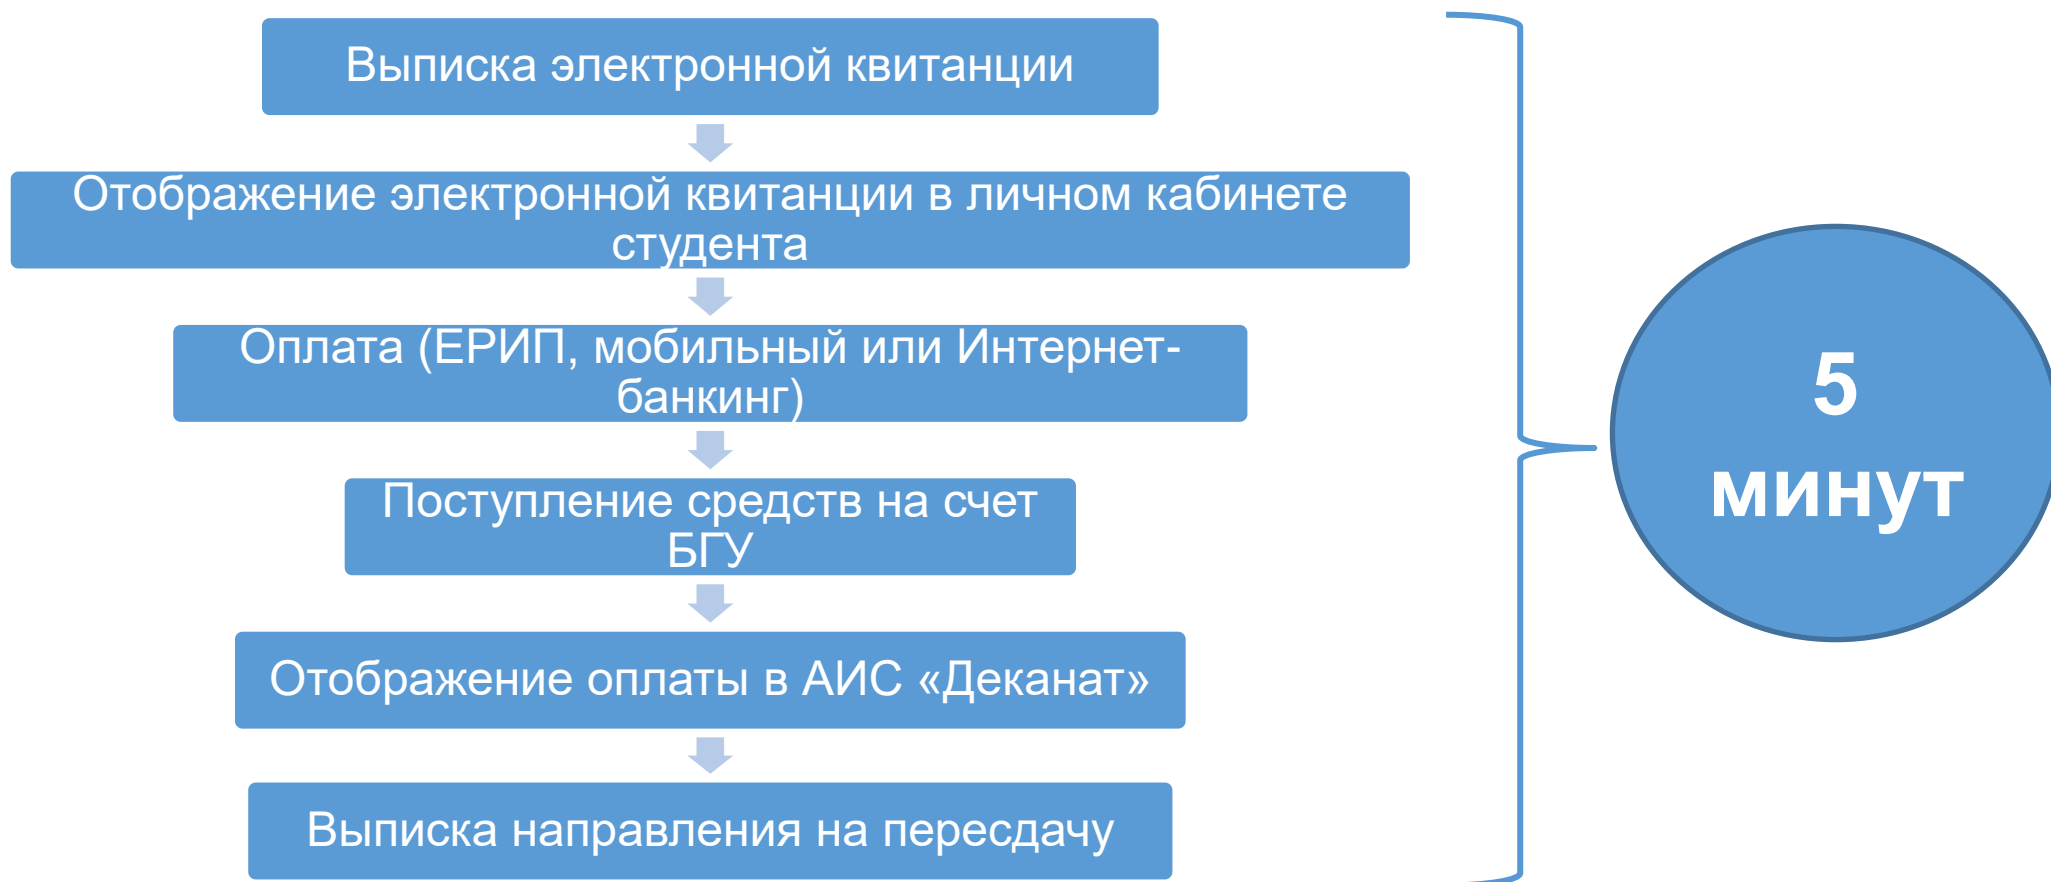 Выписка электронной квитанции
Отображение электронной квитанции в личном кабинете
студента
Оплата (ЕРИП, мобильный или Интернет-
банкинг)
Поступление средств на счет
БГУ
Отображение оплаты в АИС «Деканат»
Выписка направления на пересдачу
5
минут